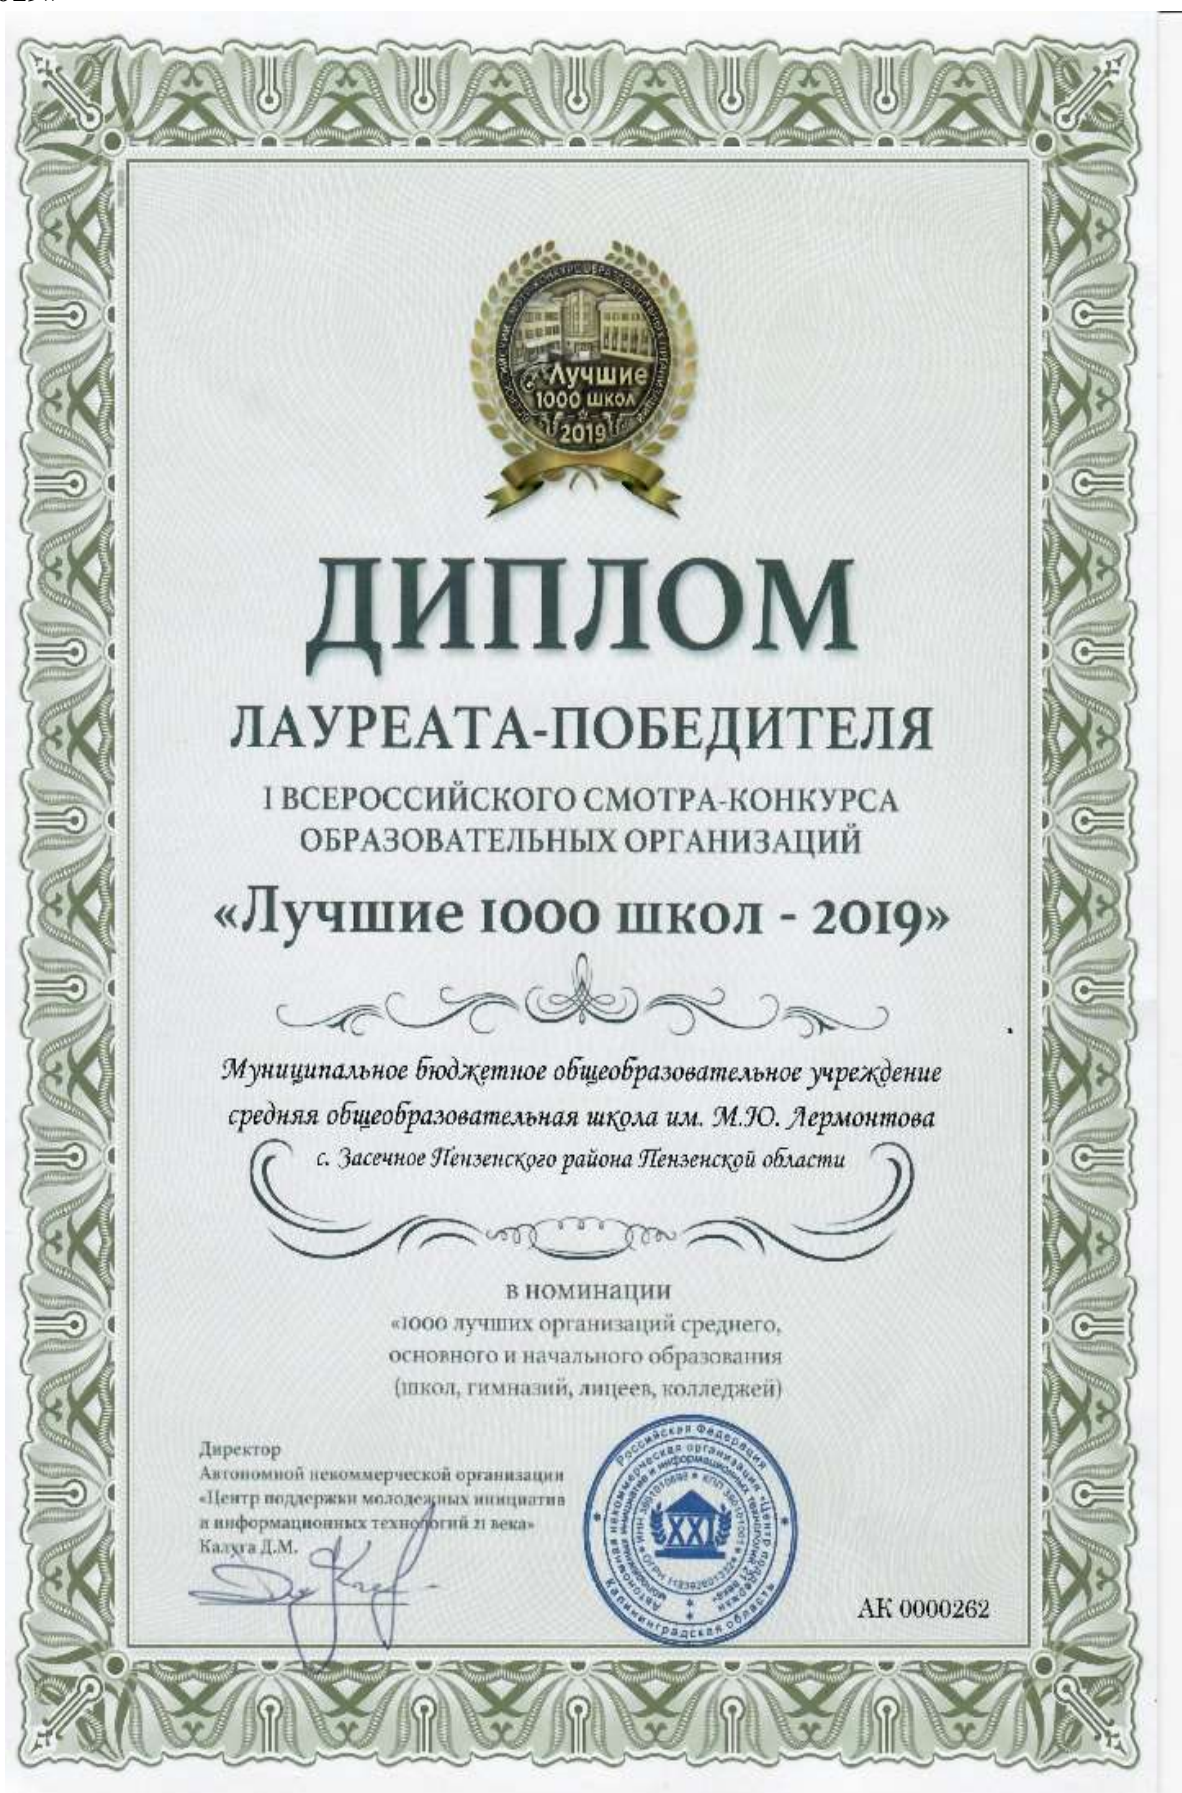 Лучшие
1000 школ
2019
ДИПЛОМ
ЛАУРЕАТА-ПОБЕДИТЕЛЯ
I ВСЕРОССИЙСКОГО СМОТРА-КОНКУРСА
ОБРАЗОВАТЕЛЬНЫХ ОРГАНИЗАЦИЙ
«Лучшие 1000 школ - 2019»
Муниципальное бюджетное общеобразовательное учреждение
средняя общеобразовательная школа им. М.Ю. Лермонтова
с. Засечное Пензенского района Пензенской области
в номинации
«1000 лучших организаций среднего,
основного и начального образования
(школ, гимназий, лицеев, колледжей)
Директор
Автономной некоммерческой организации
«Центр поддержки молодежных инициатив
и информационных технологий 21 века»
Калуга Д.М.
Российская Федерация
Калининградская область
XXI
АК 0000262